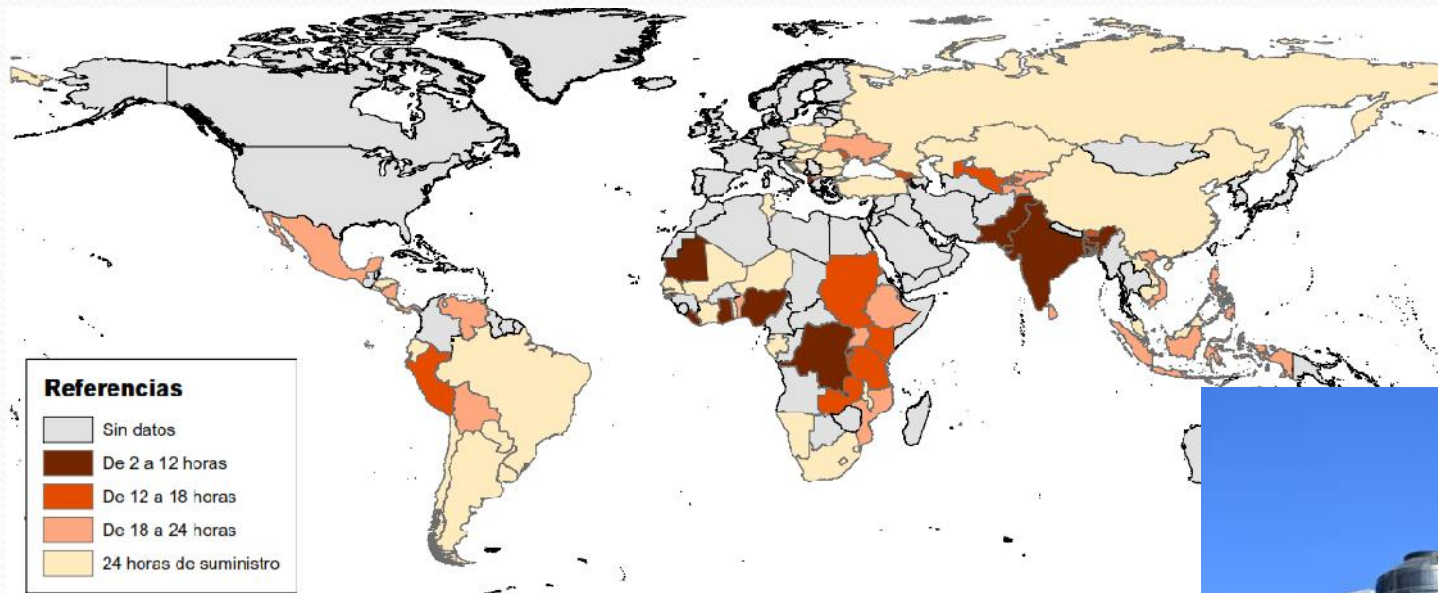 Referencias
Sin datos
De 2 a 12 horas
De 12 a 18 horas
De 18 a 24 horas
24 horas de suministro